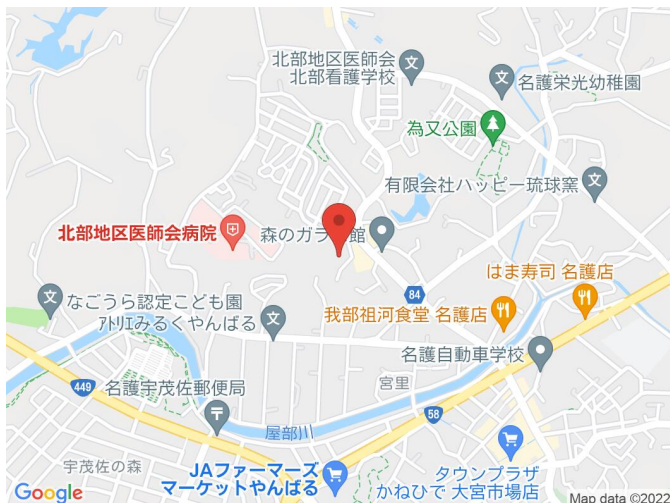 北部地区医師会
北部看護学校
文
文
名護栄光幼稚園
為又公園
有限会社ハッピー琉球窯
文
北部地区医師会病院
森のガラ
館
84
はま寿司 名護店
文
なごうら認定こども園
ｱﾄﾘｴみるくやんばる
文
我部祖河食堂 名護店
名護自動車学校
449
宮里
名護宇茂佐郵便局
〒
58
屋部川
宇茂佐の森
JAファーマーズ
マーケットやんばる
タウンプラザ
かねひで 大宮市場店
Google
Map data ©2022